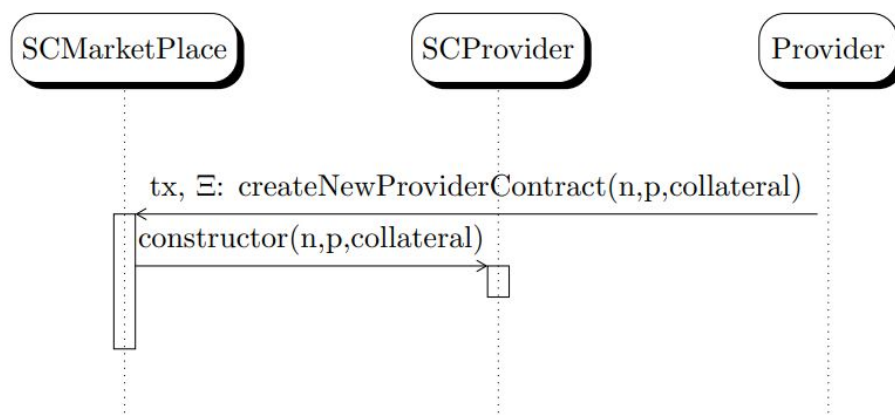 SCMarketPlace
SCProvider
Provider
tx, Ξ: createNewProviderContract(n,p,collateral)
constructor(n,p,collateral)